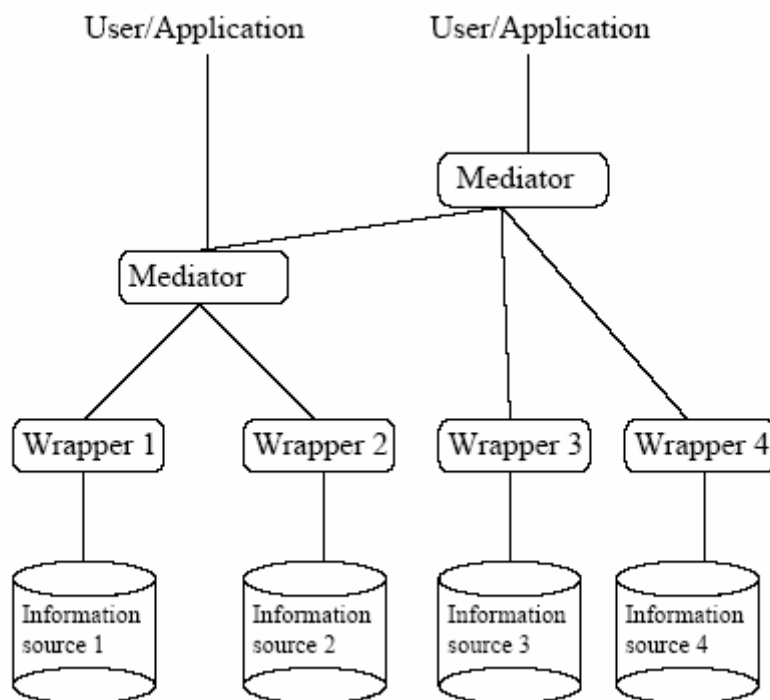 User/Application
User/Application
Mediator
Mediator
Wrapper 1
Wrapper 2
Wrapper 3
Wrapper 4
Information
source 1
Information
source 2
Information
source 3
Information
source 4